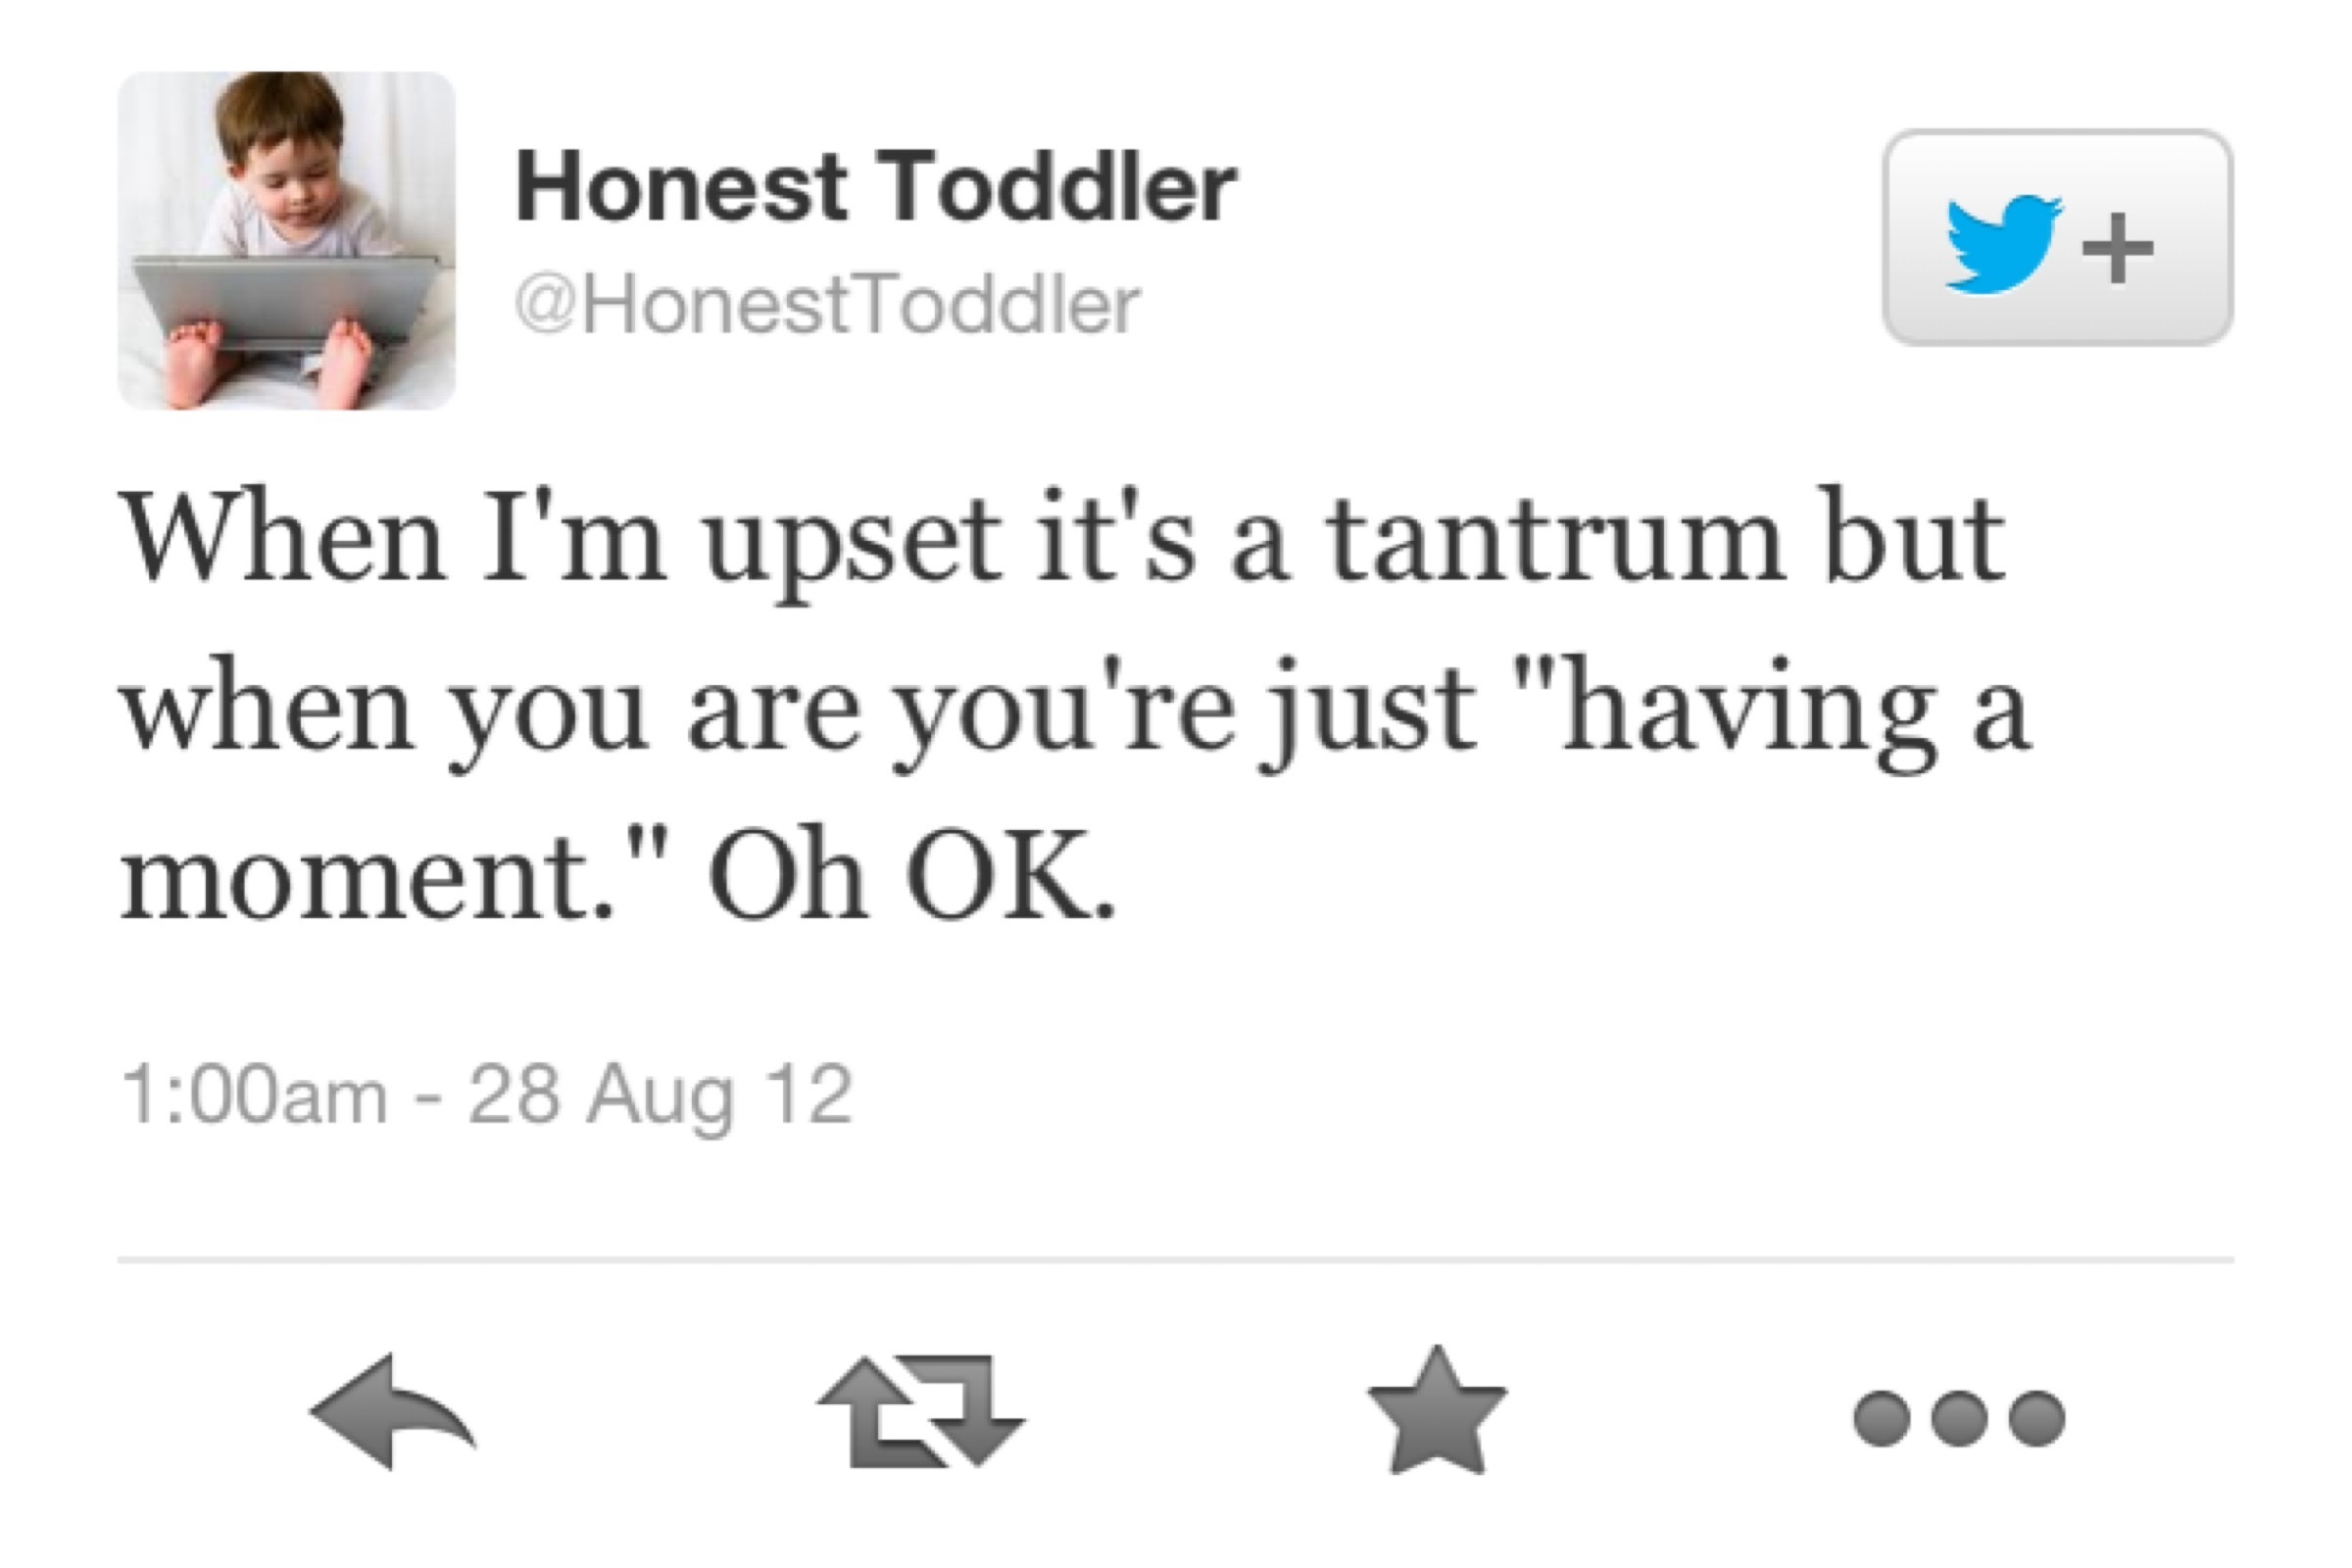 Honest Toddler
@HonestToddler
When I'm upset it's a tantrum but
when you are you're just "having a
moment." Oh OK.
1:00am - 28 Aug 12